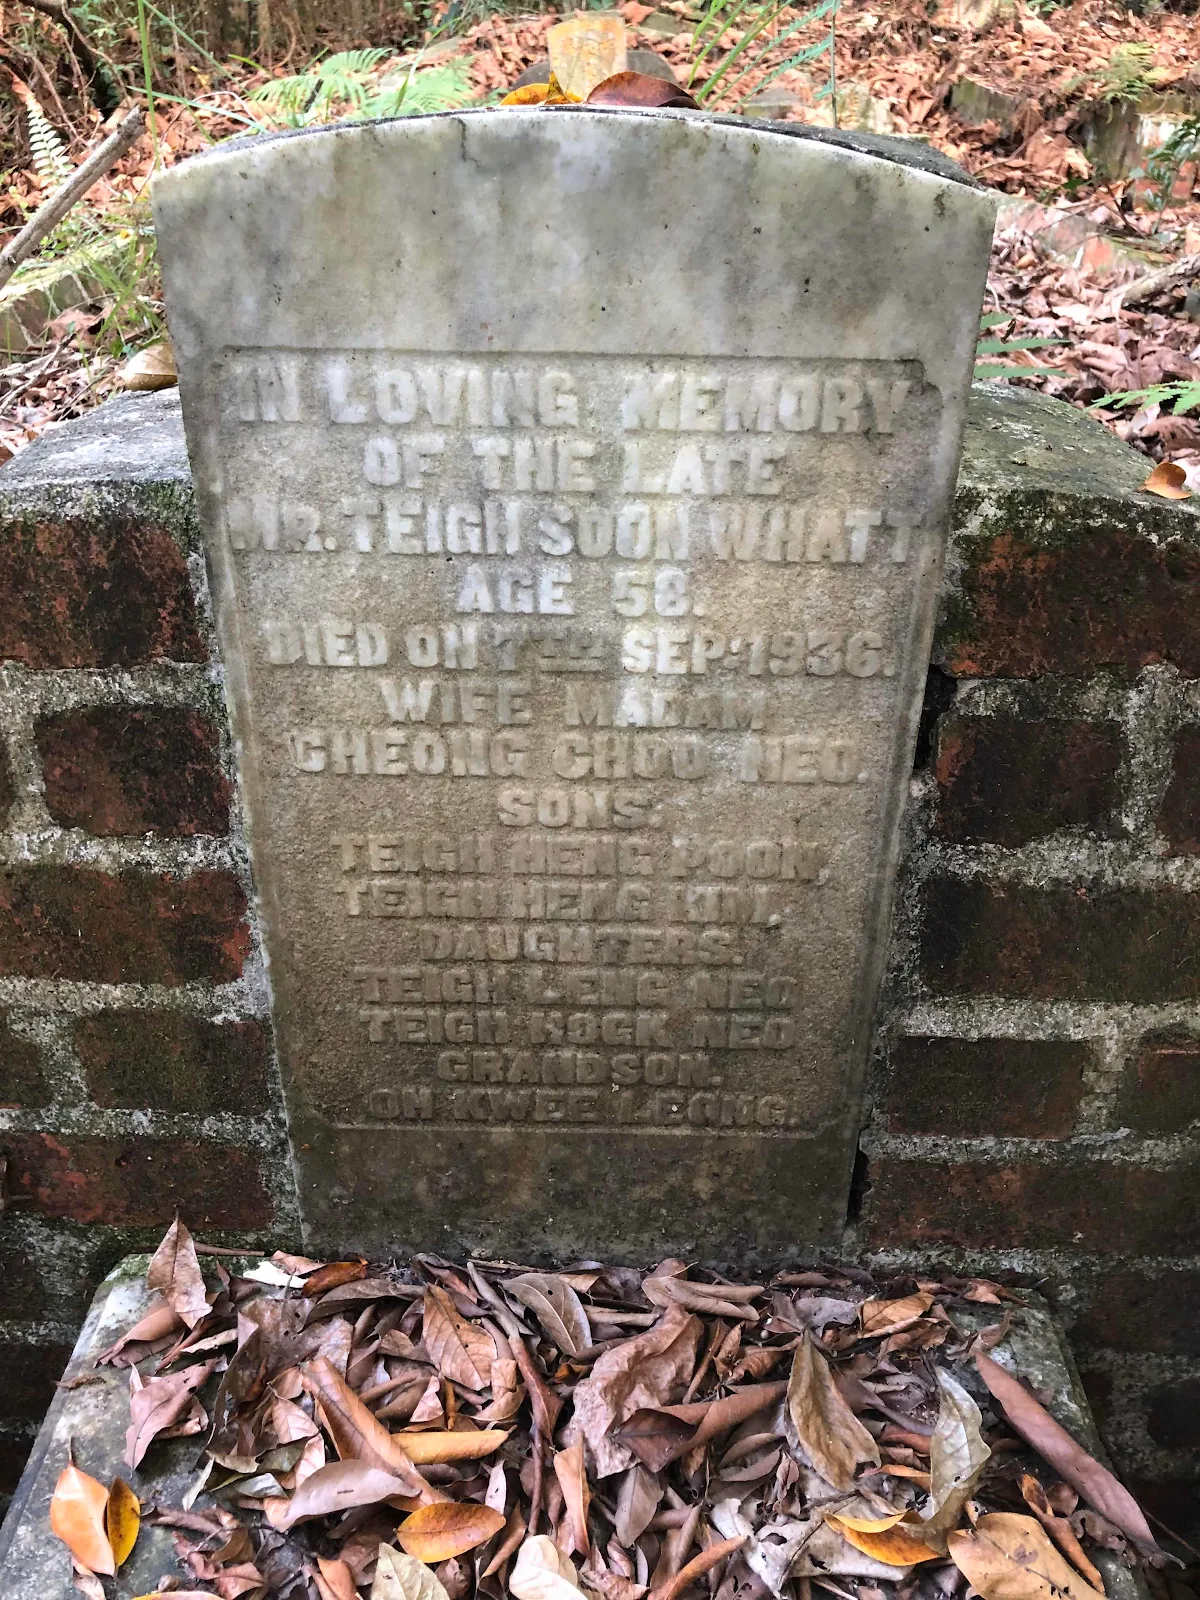 IN LOVING MEMORY
OF THE LATE
MR. TEIGH SOON WHATT
AGE 58.
DIED ON 7TH SEP: 1936.
WIFE MADAM
CHEONG CHOO NEO.
SONS.
TEIGH HENG POON,
TEIGH HENG KIM,
DAUGHTERS.
TEIGH LENG NEO
TEIGH HOCK NEO
GRANDSON.
OH KWEE LEONG.